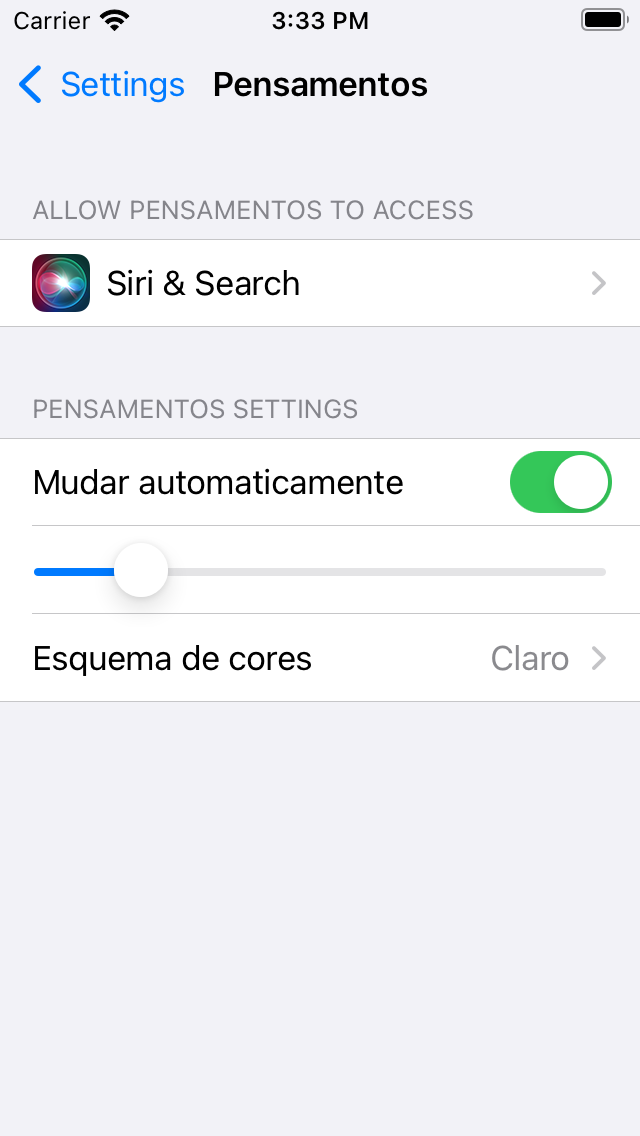 Carrier 3:33 PM
Settings Pensamentos
ALLOW PENSAMENTOS TO ACCESS
Siri & Search
PENSAMENTOS SETTINGS
Mudar automaticamente
Esquema de cores Claro